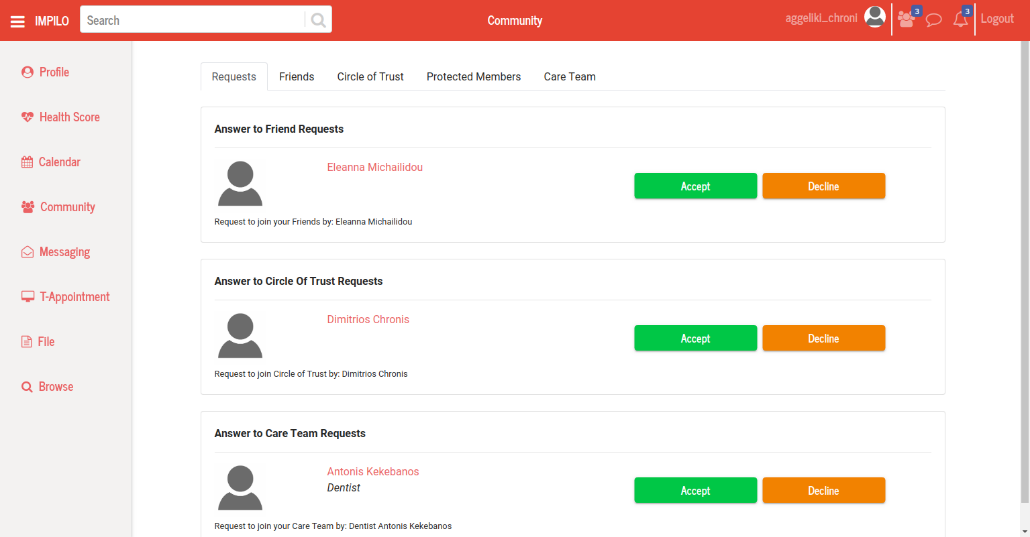 IMPILO
Search
Community
aggeliki_chroni
3
3
Logout
Profile
Health Score
Calendar
Community
Messaging
T-Appointment
File
Browse
Requests Friends Circle of Trust Protected Members Care Team
Answer to Friend Requests
Eleanna Michailidou
Accept Decline
Request to join your Friends by: Eleanna Michailidou
Answer to Circle Of Trust Requests
Dimitrios Chronis
Accept Decline
Request to join Circle of Trust by: Dimitrios Chronis
Answer to Care Team Requests
Antonis Kekebanos
Dentist
Accept Decline
Request to join your Care Team by: Dentist Antonis Kekebanos